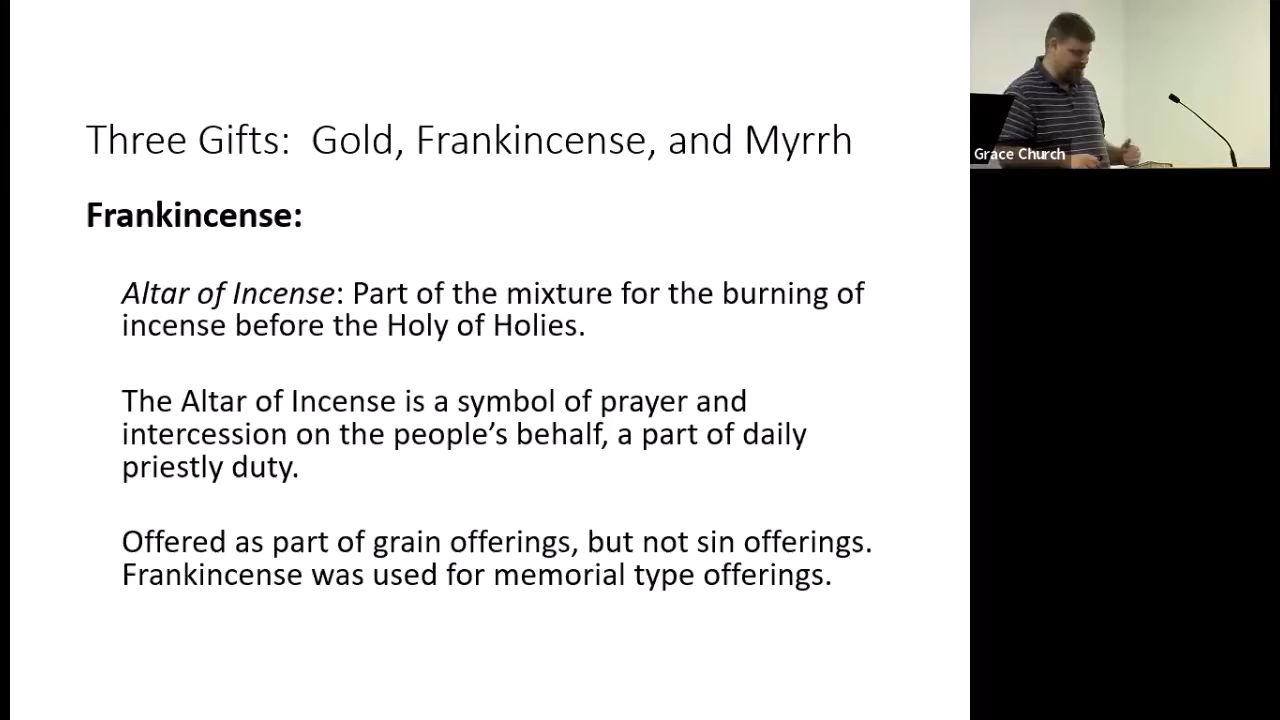 Three Gifts:  Gold, Frankincense, and Myrrh
Frankincense:
Altar of Incense: Part of the mixture for the burning of
incense before the Holy of Holies.
The Altar of Incense is a symbol of prayer and
intercession on the people’s behalf, a part of daily
priestly duty.
Offered as part of grain offerings, but not sin offerings.
Frankincense was used for memorial type offerings.
Grace Church